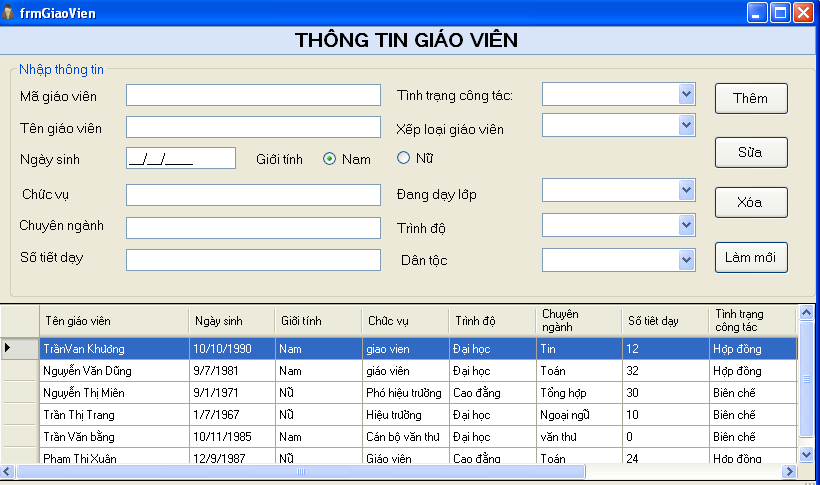 frmGiaoVien
THÔNG TIN GIÁO VIÊN
Nhập thông tin
Mã giáo viên Tình trạng công tác: Thêm
Tên giáo viên Xếp loại giáo viên
Ngày sinh __/__/____ Giới tính Nam Nữ Sửa
Chức vụ Đang dạy lớp Xóa
Chuyên ngành Trình độ
Số tiết dạy Dân tộc Làm mới
Tên giáo viên Ngày sinh Giới tính Chức vụ Trình độ Chuyên ngành Số tiêt dạy Tình trạng công tác
TrầnVan Khương 10/10/1990 Nam giao vien Đại học Tin 12 Hợp đồng
Nguyễn Văn Dũng 9/7/1981 Nam giáo viên Đại học Toán 32 Hợp đồng
Nguyễn Thị Miên 9/1/1971 Nữ Phó hiệu trưởng Cao đẳng Tổng hợp 30 Biên chế
Trần Thị Trang 1/7/1967 Nữ Hiệu trưởng Đại học Ngoại ngữ 10 Biên chế
Trần Văn bằng 10/11/1985 Nam Cán bộ văn thư Đại học văn thư 0 Biên chế
Phạm Thị Xuân 12/9/1987 Nữ Giáo viên Cao đẳng Toán 24 Hợp đồng